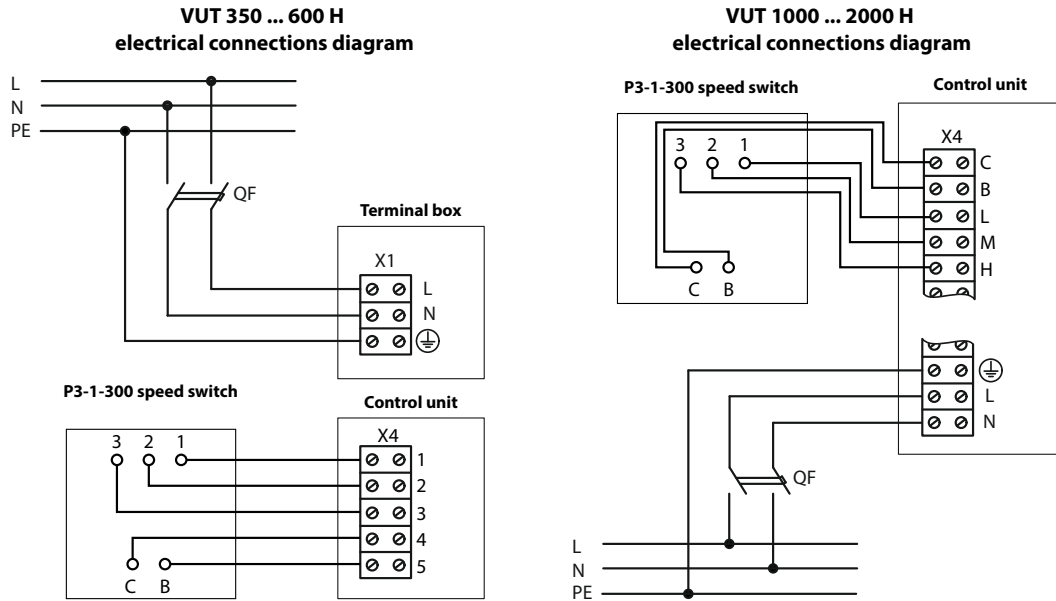 VUT 350 ... 600 H
electrical connections diagram
L
N
PE
QF
Terminal box
X1
L
N
P3-1-300 speed switch
Control unit
3 2 1
X4
1
2
3
4
5
C B
VUT 1000 ... 2000 H
electrical connections diagram
P3-1-300 speed switch
Control unit
3 2 1
X4
C
B
L
M
H
C B
L
N
QF
L
N
PE